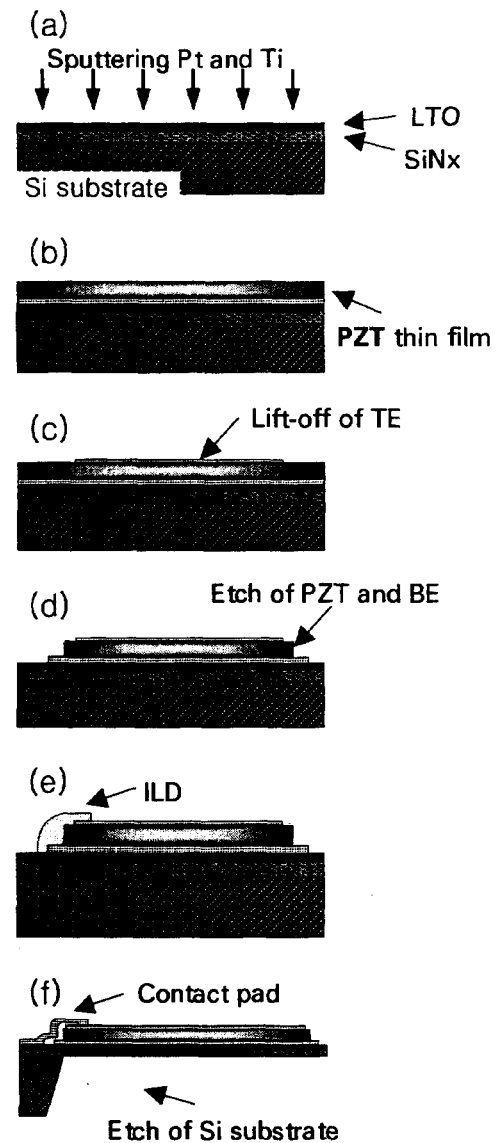 (a)
Sputtering Pt and Ti
LTO
SiNx
Si substrate
(b)
PZT thin film
(c)
Lift-off of TE
(d)
Etch of PZT and BE
(e)
ILD
(f)
Contact pad
Etch of Si substrate